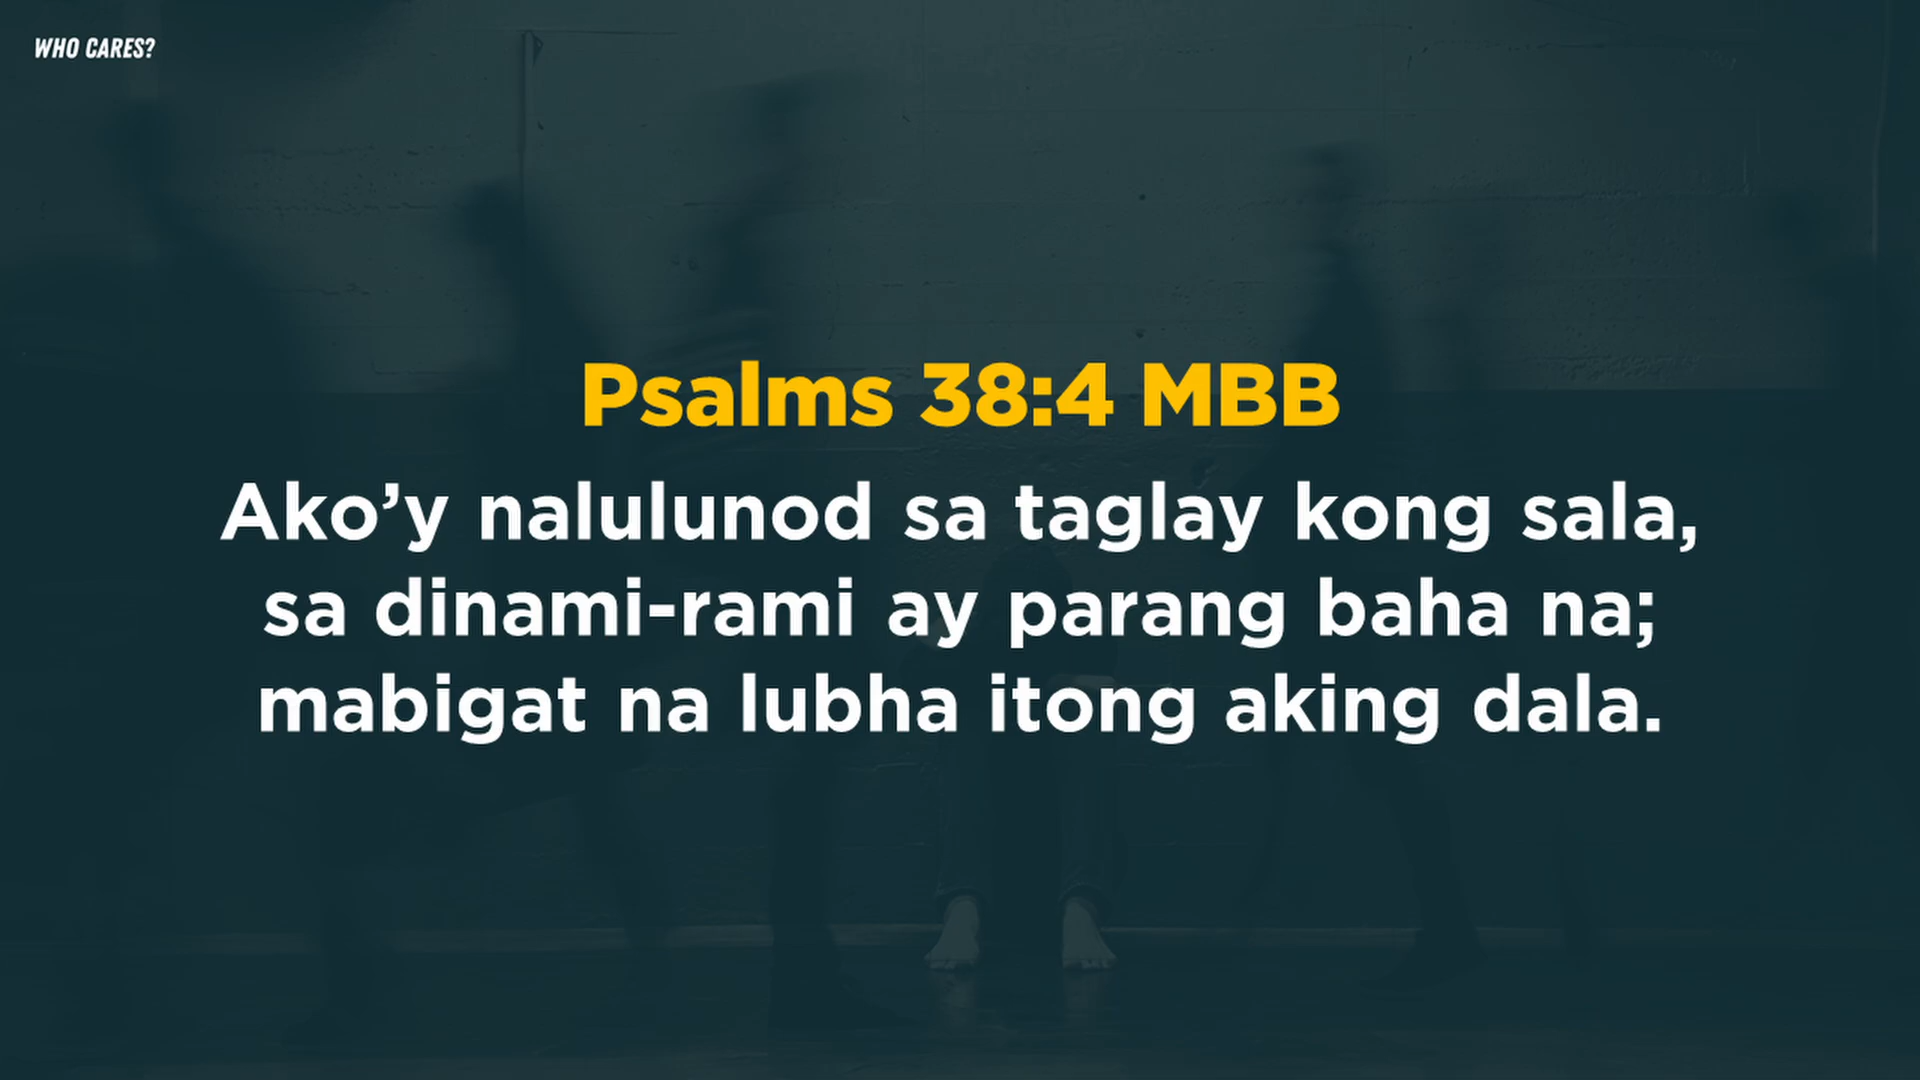 WHO CARES?
Psalms 38:4 MBB
Ako’y nalulunod sa taglay kong sala,
sa dinami-rami ay parang baha na;
mabigat na lubha itong aking dala.